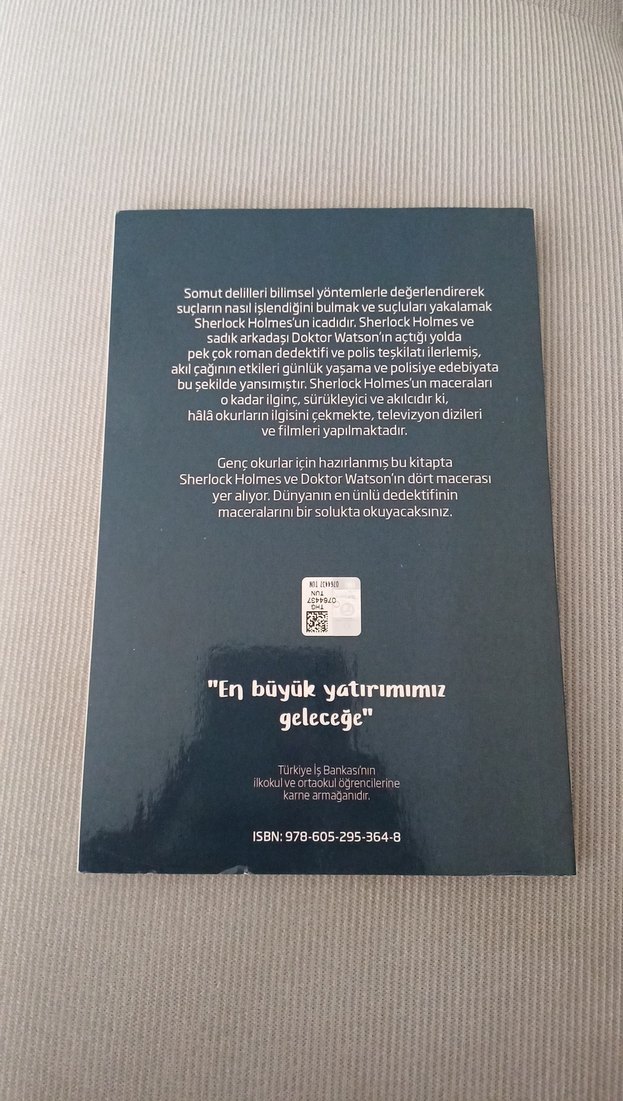 Somut delilleri bilimsel yöntemlerle değerlendirerek
suçların nasıl işlendiğini bulmak ve suçluları yakalamak
Sherlock Holmes'un icadıdır. Sherlock Holmes ve
sadık arkadaşı Doktor Watson'ın açtığı yolda
pek çok roman dedektifi ve polis teşkilatı ilerlemiş,
akıl çağının etkileri günlük yaşama ve polisiye edebiyata
bu şekilde yansımıştır. Sherlock Holmes'un maceraları
o kadar ilginç, sürükleyici ve akılcıdır ki,
hâlâ okurların ilgisini çekmekte, televizyon dizileri
ve filmleri yapılmaktadır.
Genç okurlar için hazırlanmış bu kitapta
Sherlock Holmes ve Doktor Watson'ın dört macerası
yer alıyor. Dünyanın en ünlü dedektifinin
maceralarını bir solukta okuyacaksınız.
THG
0764437
TUN
0764437 TUN
"En büyük yatırımımız
geleceğe"
Türkiye İş Bankası'nın
ilkokul ve ortaokul öğrencilerine
karne armağanıdır.
ISBN: 978-605-295-364-8